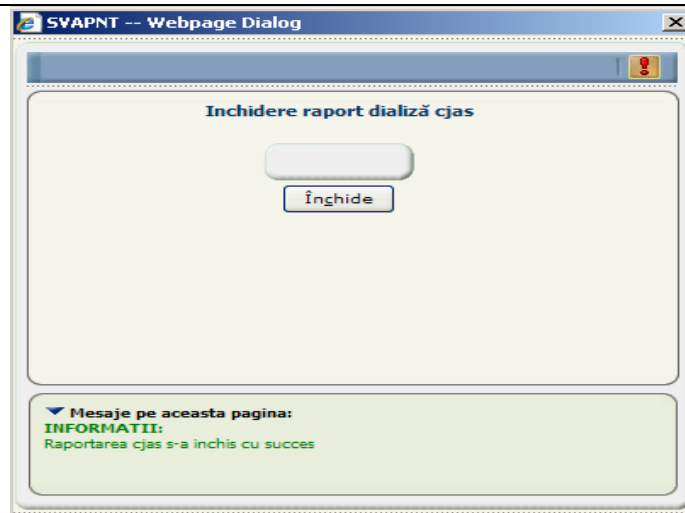 SVAPNT -- Webpage Dialog
Inchidere raport dializă cjas
Închide
Mesaje pe aceasta pagina:
INFORMATII:
Raportarea cjas s-a inchis cu succes